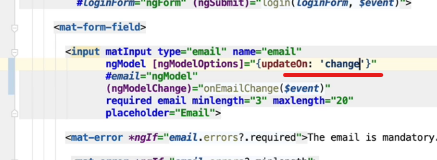 #loginForm="ngForm" (ngSubmit)="login(loginForm, $event)">
<mat-form-field>
<input matInput type="email" name="email"
ngModel [ngModelOptions]="{updateOn: 'change'}"
#email="ngModel"
(ngModelChange)="onEmailChange($event)"
required email minlength="3" maxlength="20"
placeholder="Email">
<mat-error *ngIf="email.errors?.required">The email is mandatory.